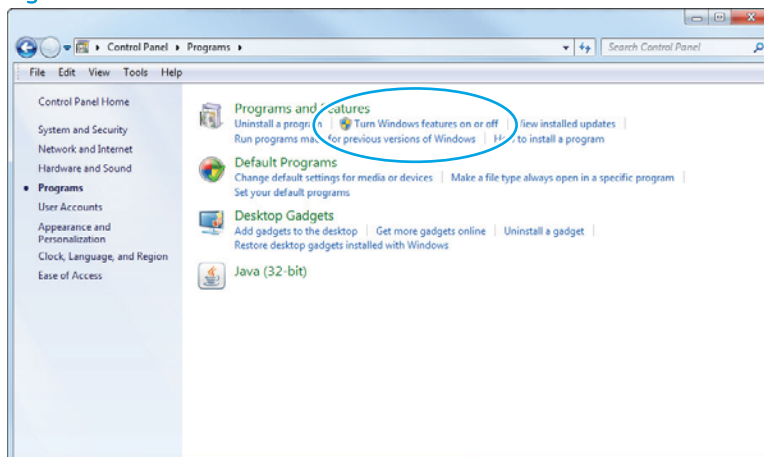 Control Panel ▸ Programs ▸
Search Control Panel
File Edit View Tools Help
Control Panel Home
System and Security
Network and Internet
Hardware and Sound
Programs
User Accounts
Appearance and
Personalization
Clock, Language, and Region
Ease of Access
Programs and Features
Uninstall a program | Turn Windows features on or off | View installed updates |
Run programs made for previous versions of Windows | How to install a program
Default Programs
Change default settings for media or devices | Make a file type always open in a specific program |
Set your default programs
Desktop Gadgets
Add gadgets to the desktop | Get more gadgets online | Uninstall a gadget |
Restore desktop gadgets installed with Windows
Java (32-bit)